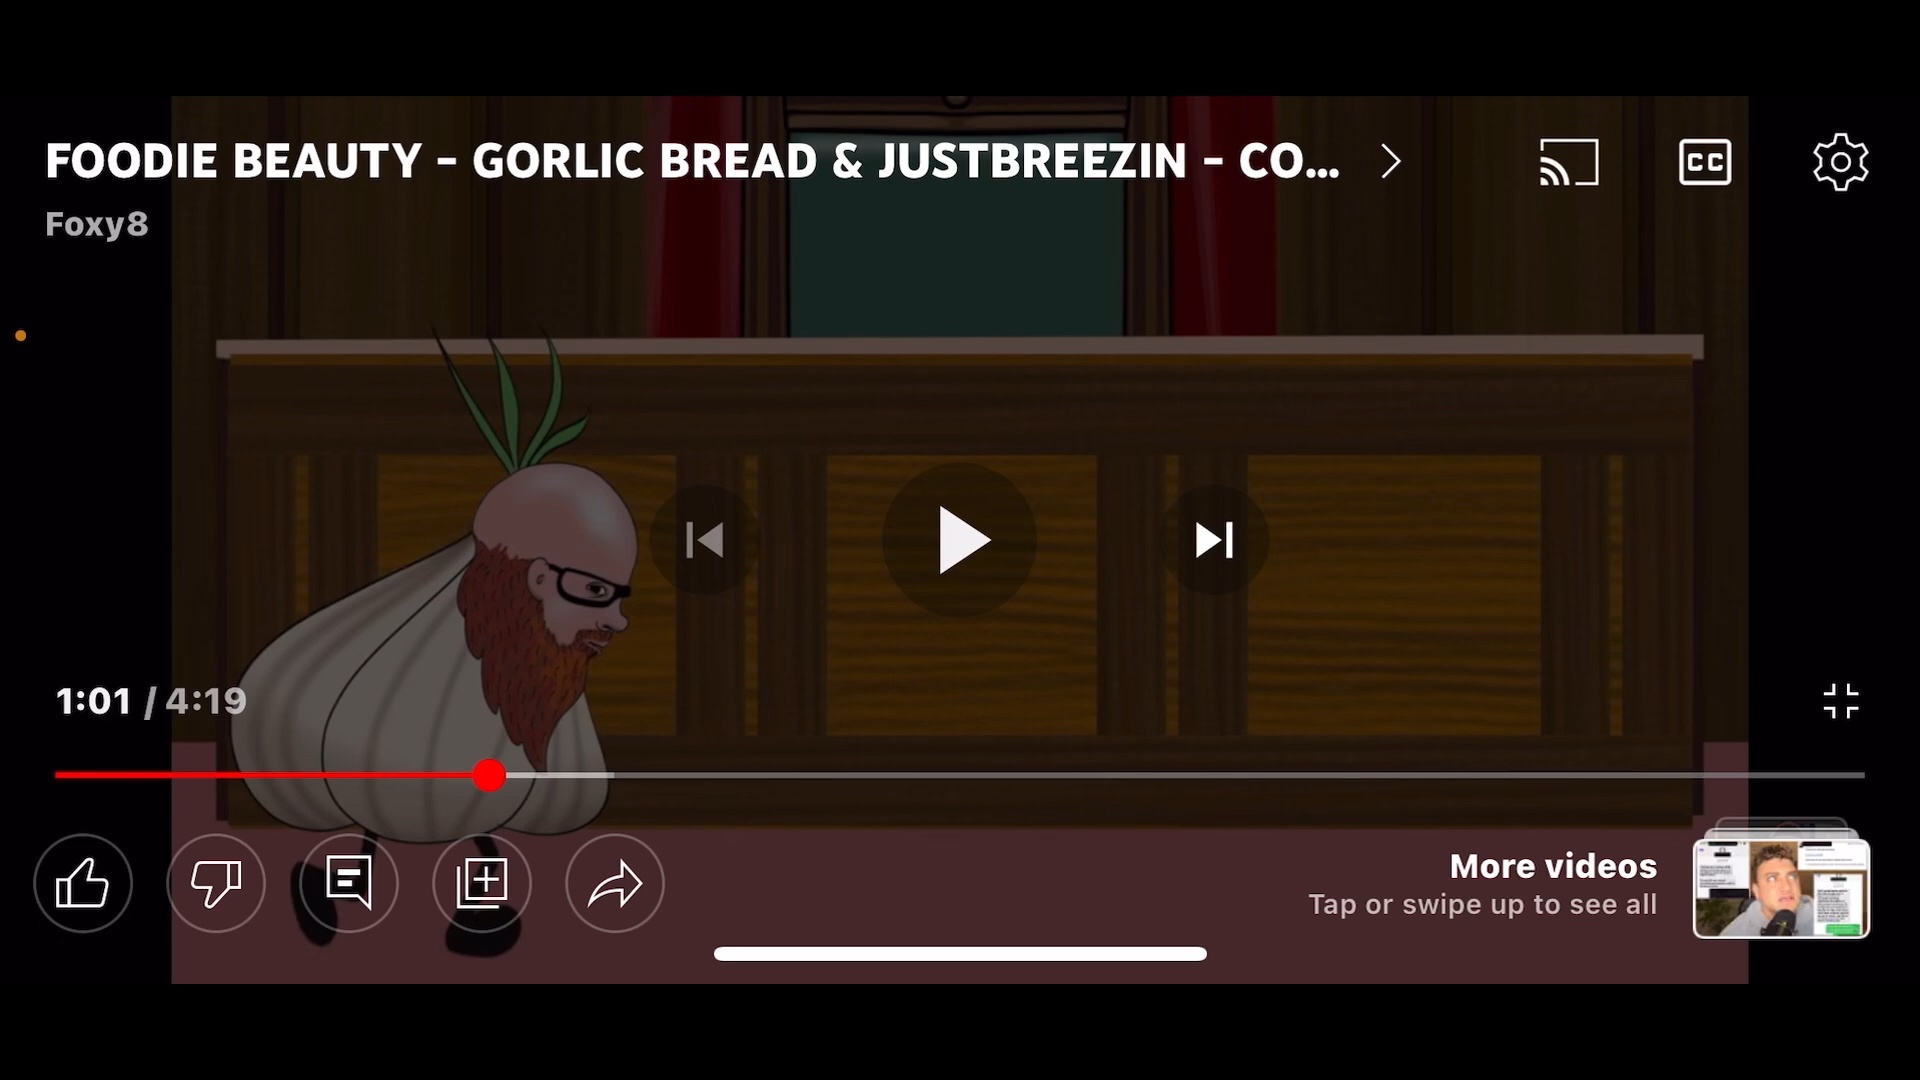 FOODIE BEAUTY - GORLIC BREAD & JUSTBREEZIN - CO...
CC
Foxy8
1:01 / 4:19
More videos
Tap or swipe up to see all